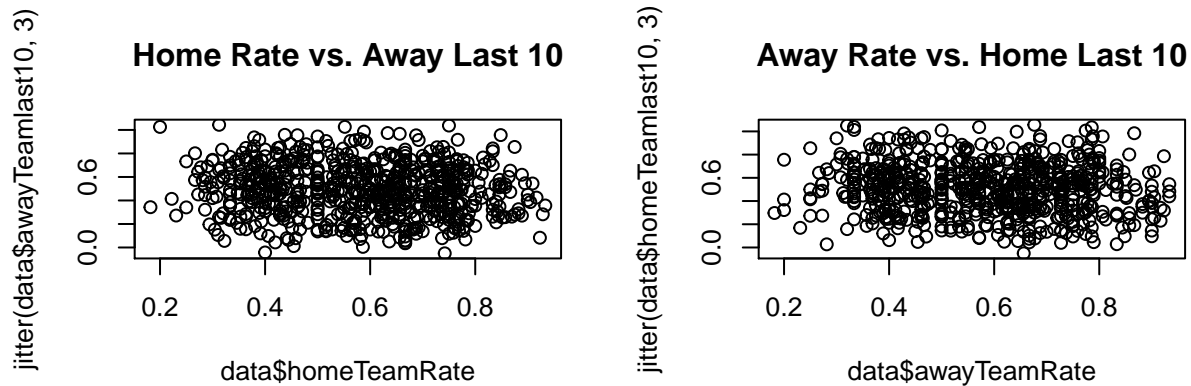 Home Rate vs. Away Last 10
jitter(data$awayTeamlast10, 3)
0.0 0.6
0.2 0.4 0.6 0.8
data$homeTeamRate
Away Rate vs. Home Last 10
jitter(data$homeTeamlast10, 3)
0.0 0.6
0.2 0.4 0.6 0.8
data$awayTeamRate